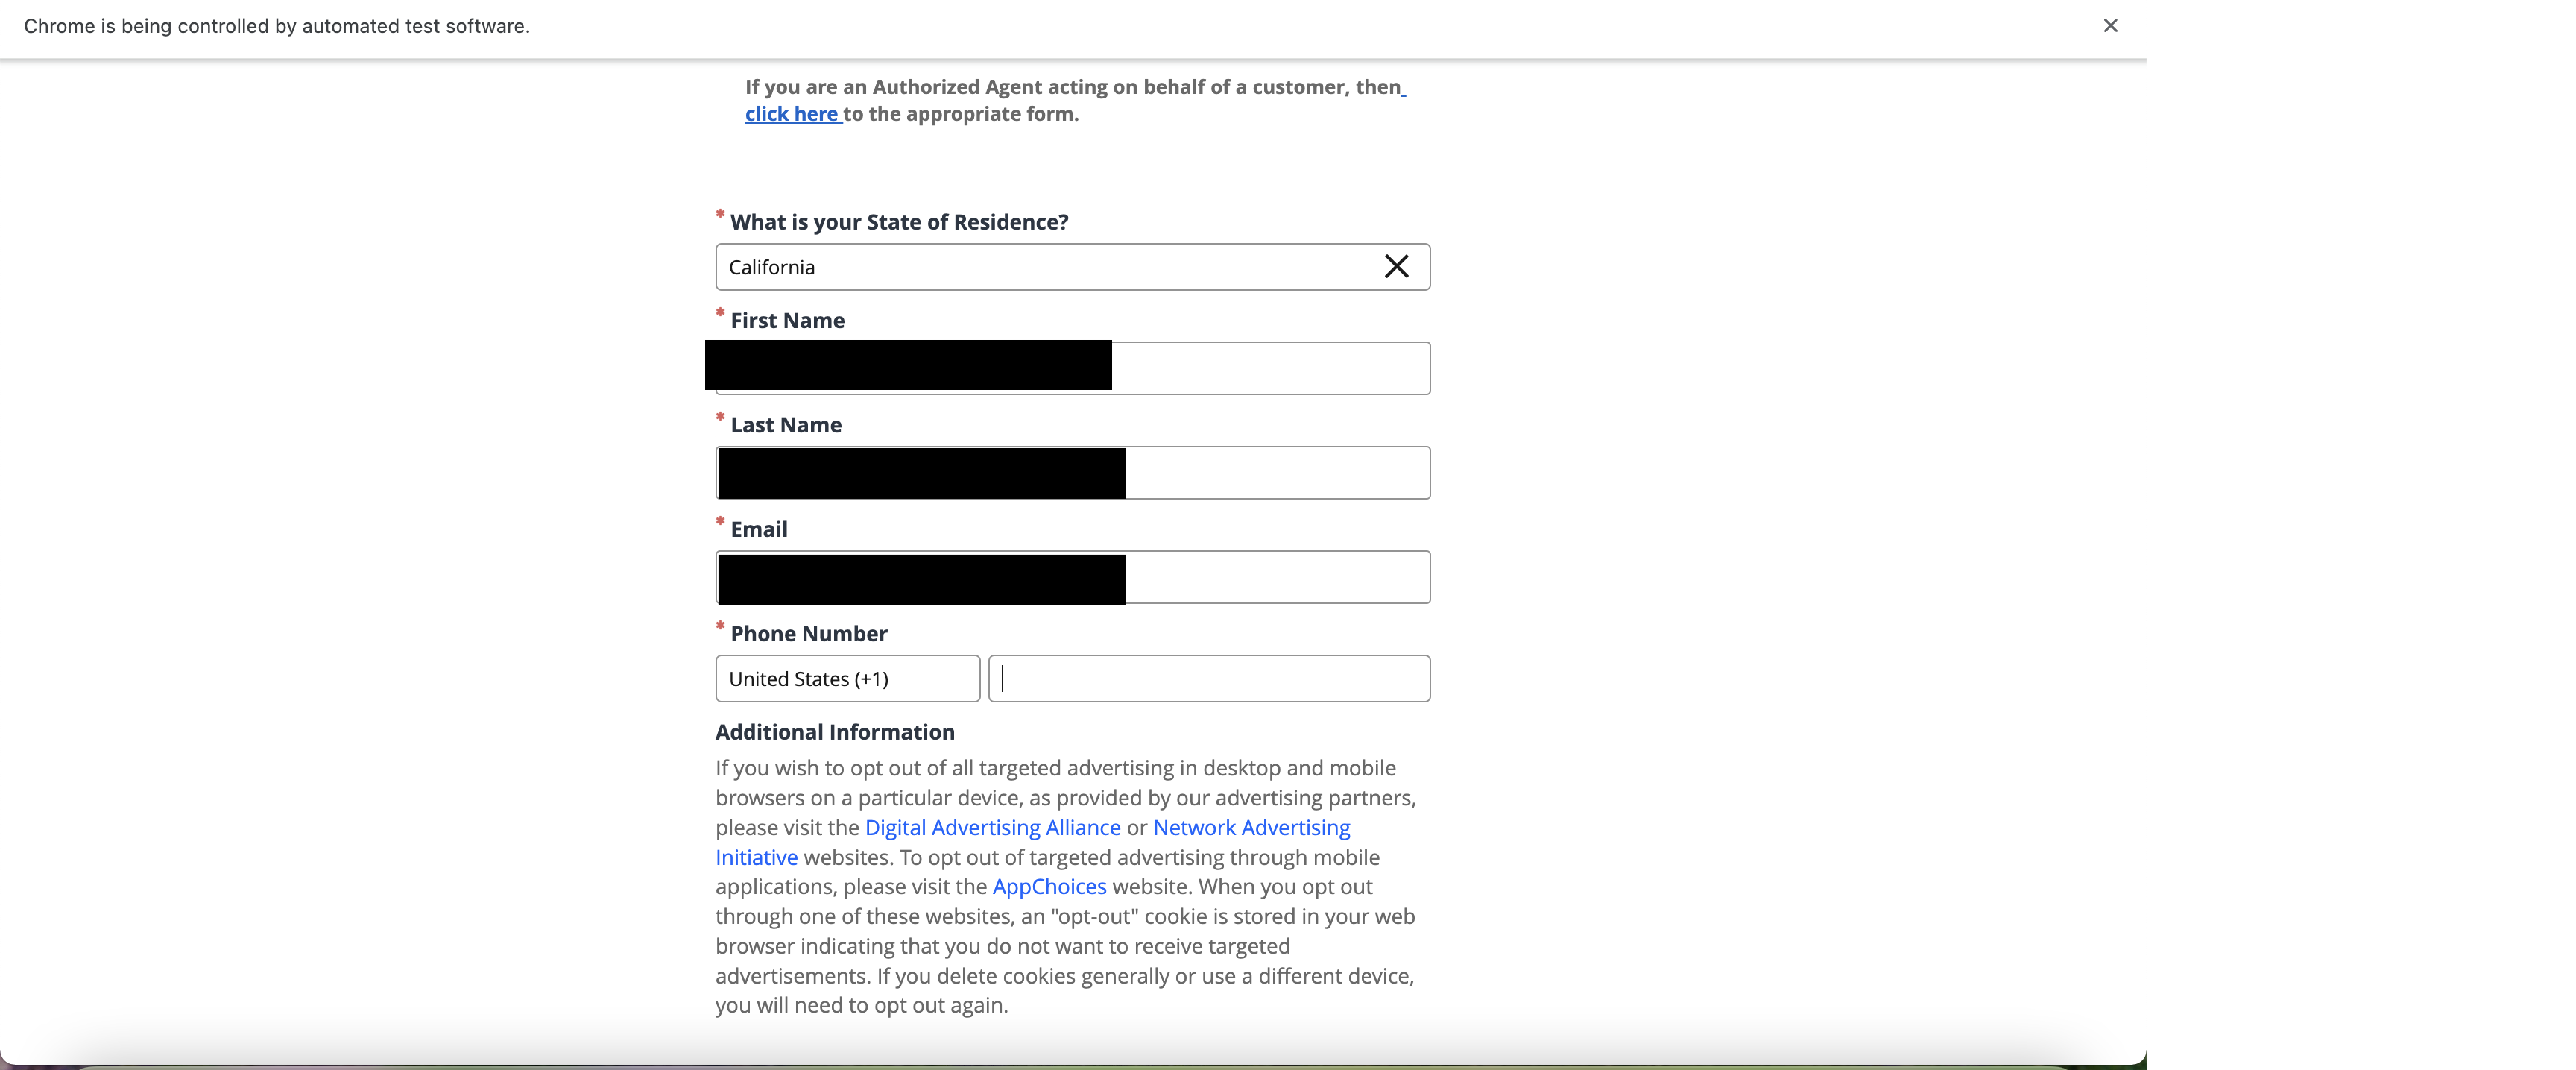 Chrome is being controlled by automated test software.
If you are an Authorized Agent acting on behalf of a customer, then
click here to the appropriate form.
* What is your State of Residence?
California
* First Name
* Last Name
* Email
* Phone Number
United States (+1)
Additional Information
If you wish to opt out of all targeted advertising in desktop and mobile
browsers on a particular device, as provided by our advertising partners,
please visit the Digital Advertising Alliance or Network Advertising
Initiative websites. To opt out of targeted advertising through mobile
applications, please visit the AppChoices website. When you opt out
through one of these websites, an "opt-out" cookie is stored in your web
browser indicating that you do not want to receive targeted
advertisements. If you delete cookies generally or use a different device,
you will need to opt out again.